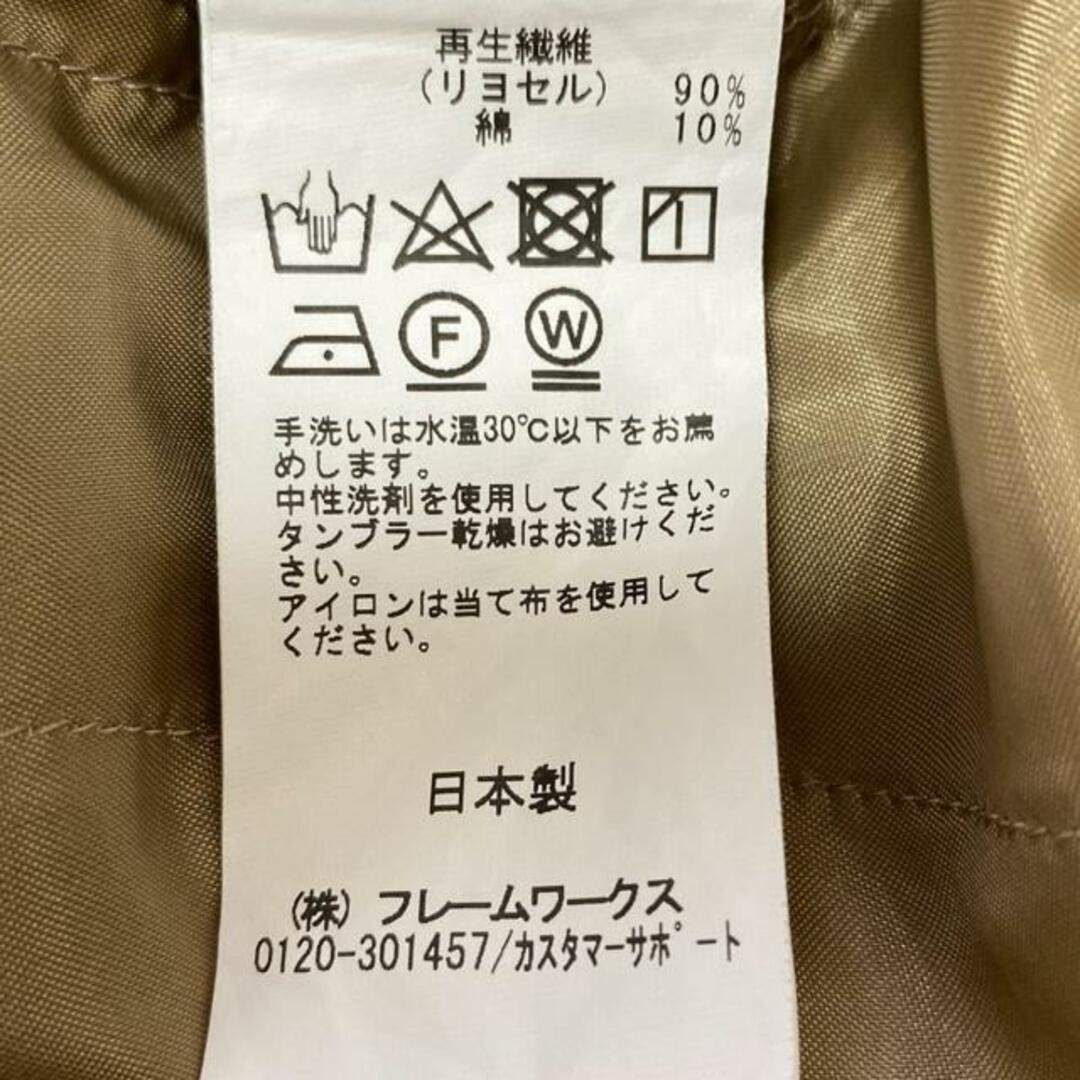 再生繊維
（リヨセル） 90%
綿 10%
F W
手洗いは水温30℃以下をお薦
めします。
中性洗剤を使用してください。
タンブラー乾燥はお避けくだ
さい。
アイロンは当て布を使用して
ください。
日本製
(株) フレームワークス
0120-301457/カスタマーサポート